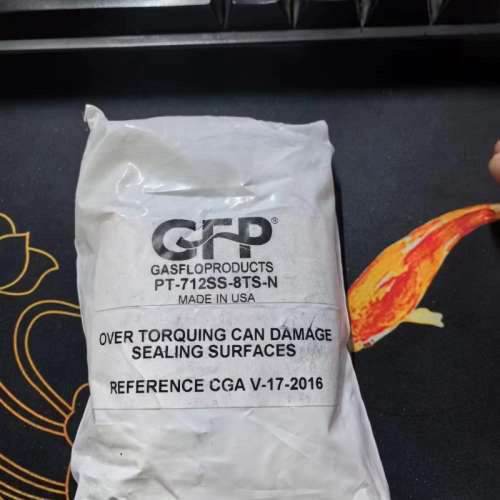 GFP
GASFLOPRODUCTS
PT-712SS-8TS-N
MADE IN USA
OVER TORQUING CAN DAMAGE
SEALING SURFACES
REFERENCE CGA V-17-2016